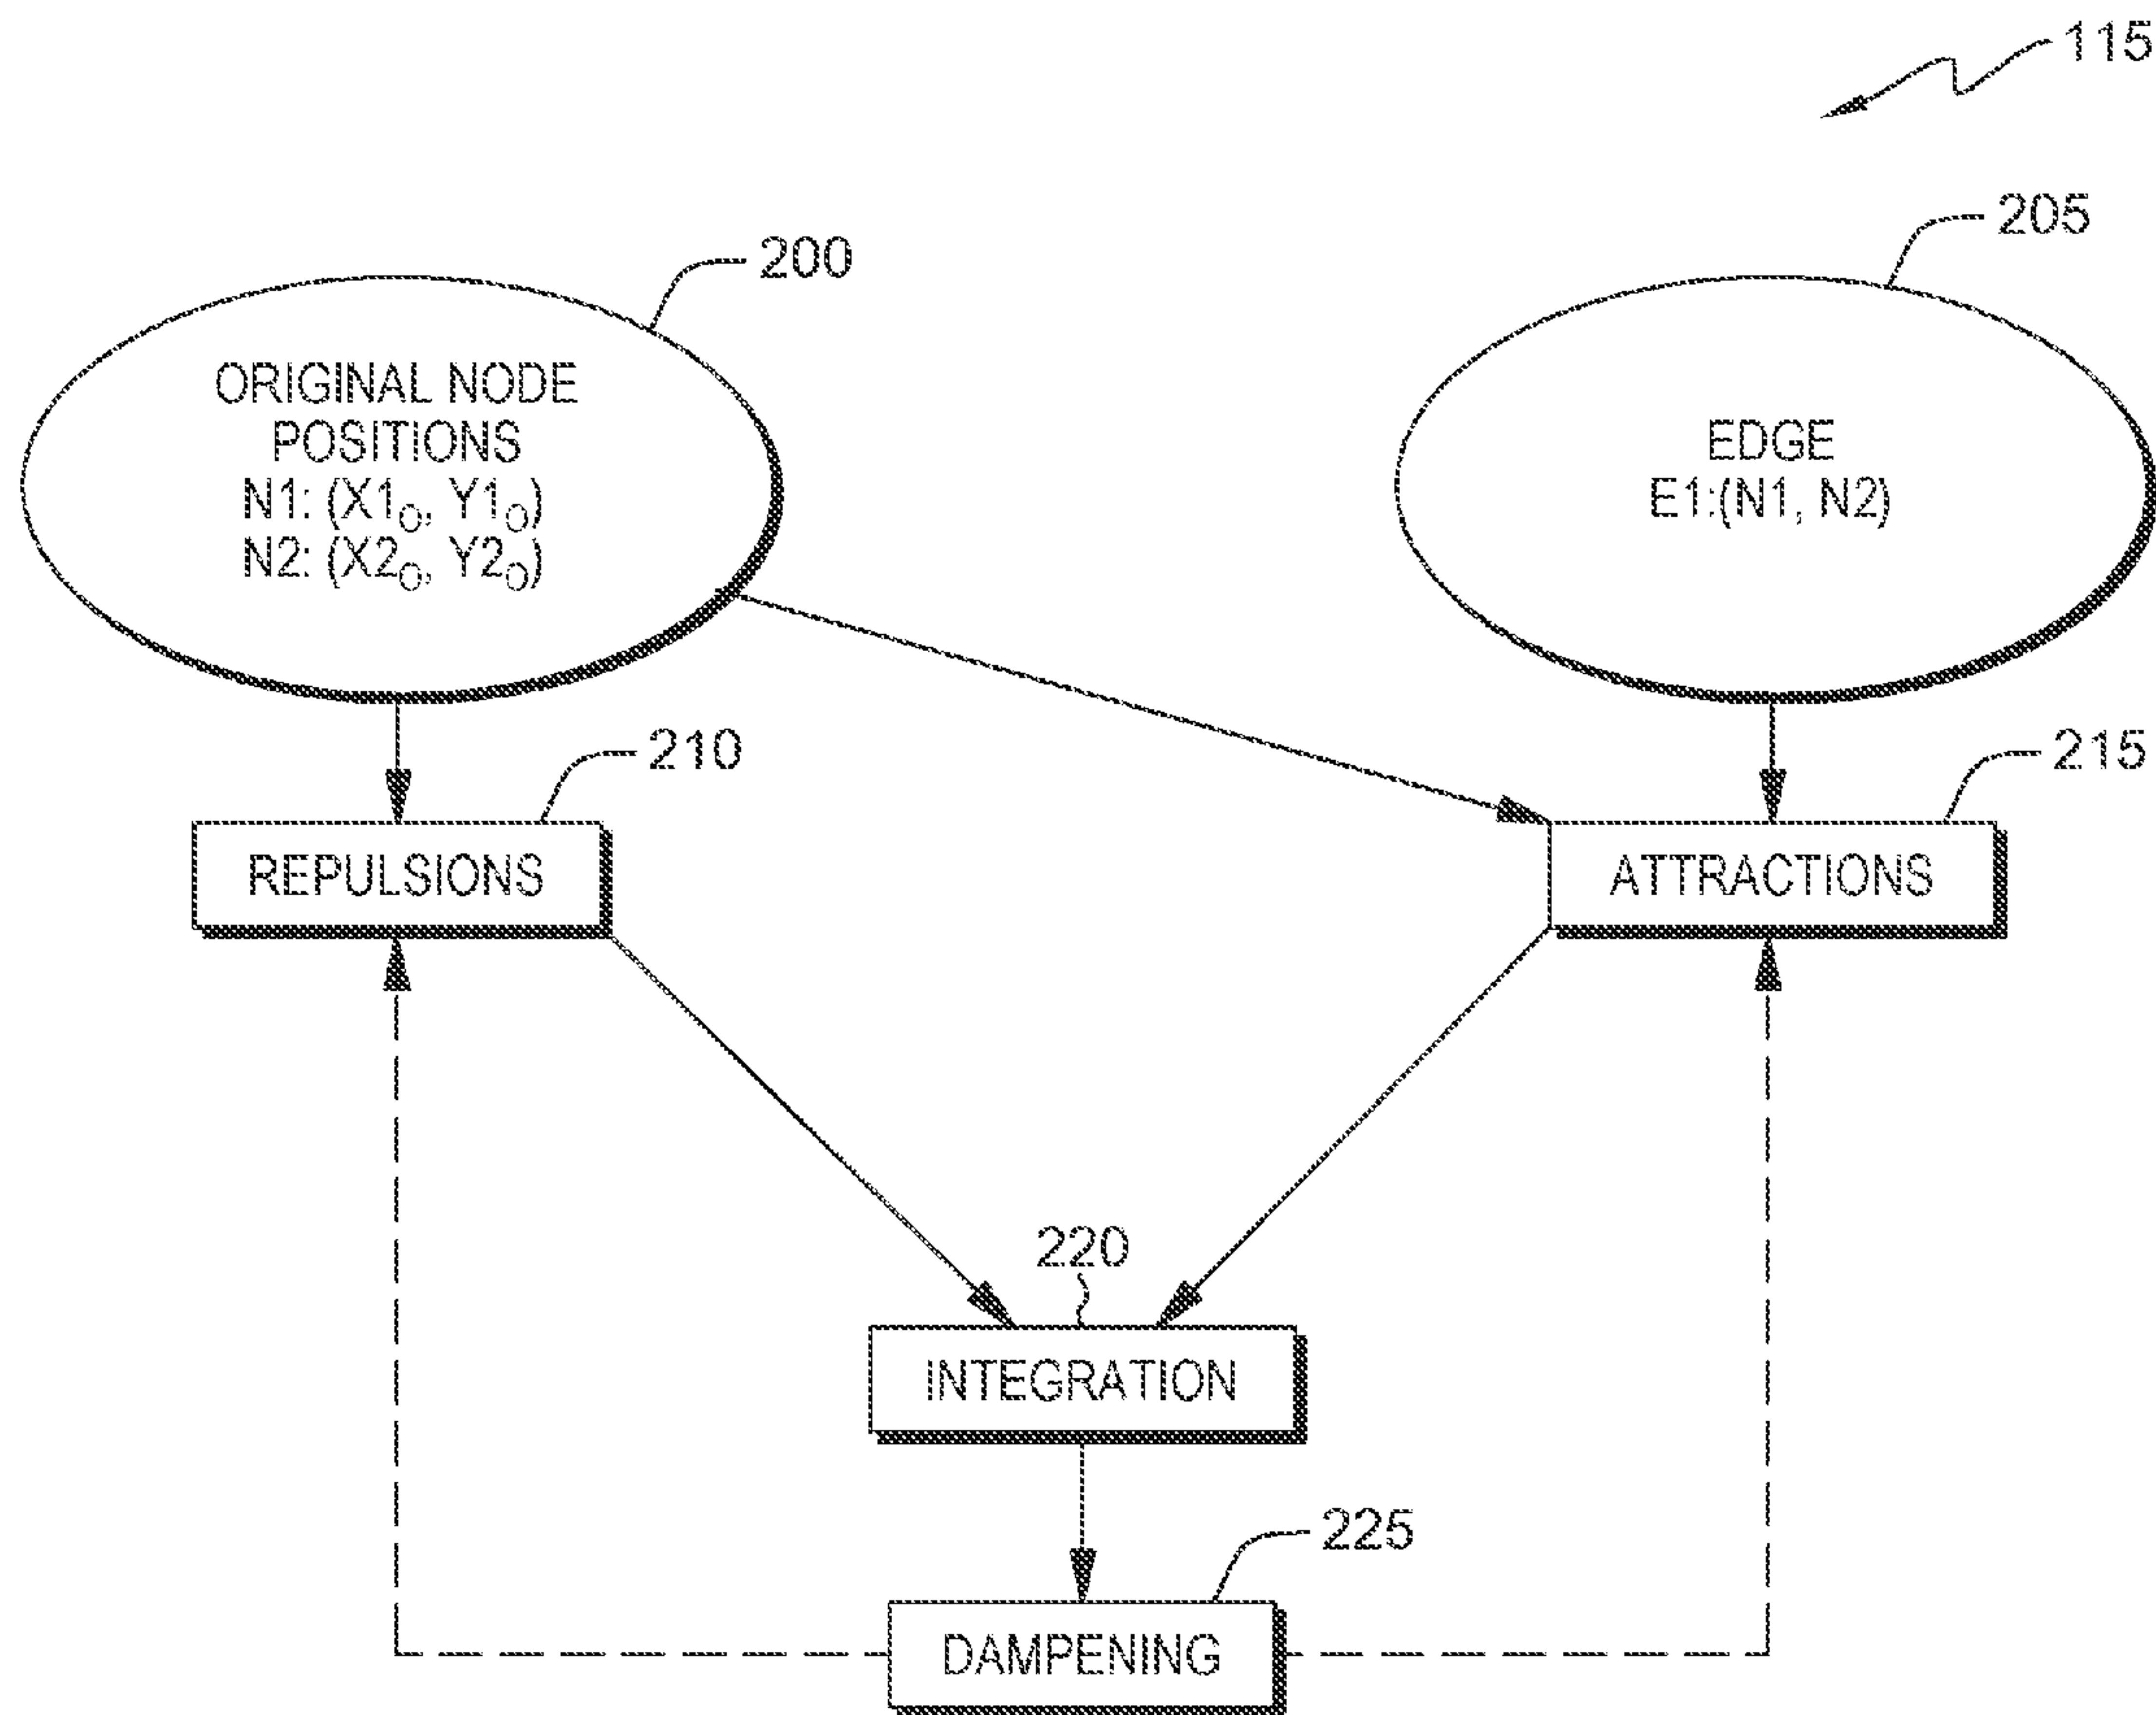 115
205
200
ORIGINAL NODE
POSITIONS
N1: (X1O, Y1O)
N2: (X2O, Y2O)
EDGE
E1:(N1, N2)
210
215
REPULSIONS
ATTRACTIONS
220
INTEGRATION
225
DAMPENING